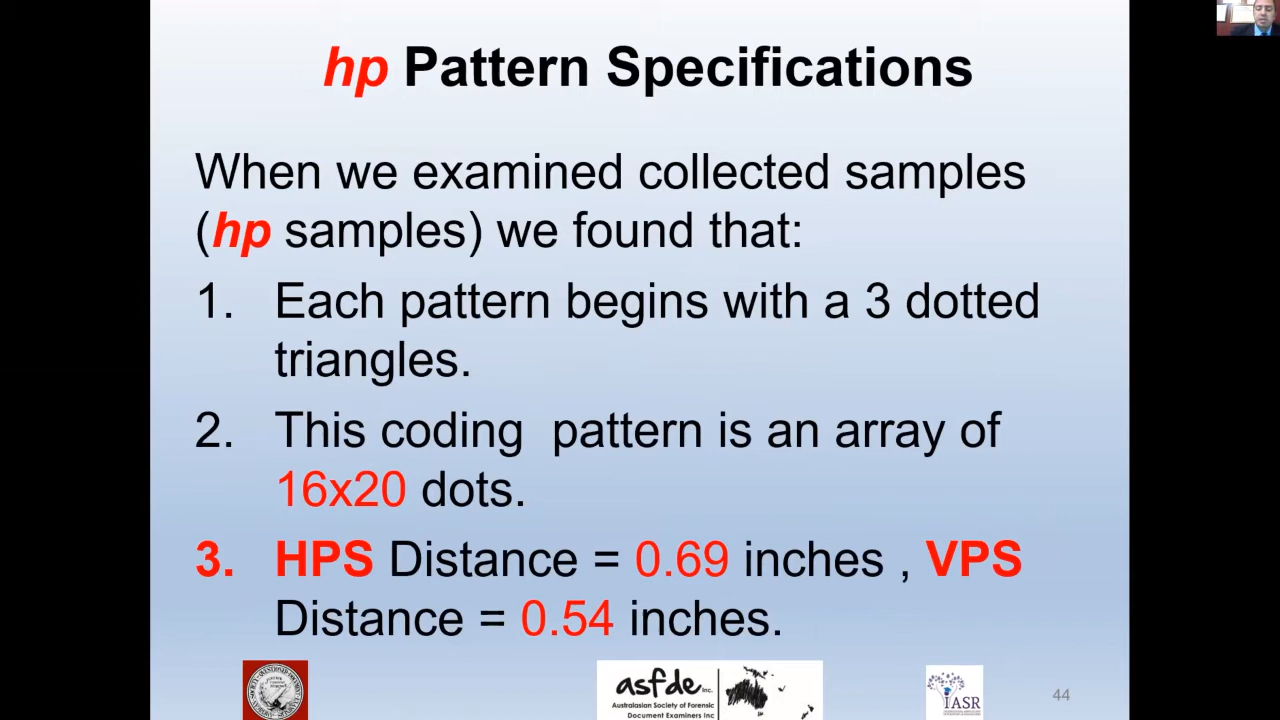 hp Pattern Specifications
When we examined collected samples
(hp samples) we found that:
1. Each pattern begins with a 3 dotted
triangles.
2. This coding  pattern is an array of
16x20 dots.
3. HPS Distance = 0.69 inches , VPS
Distance = 0.54 inches.
asfde Inc.
Australasian Society of Forensic
Document Examiners Inc
IASR
44